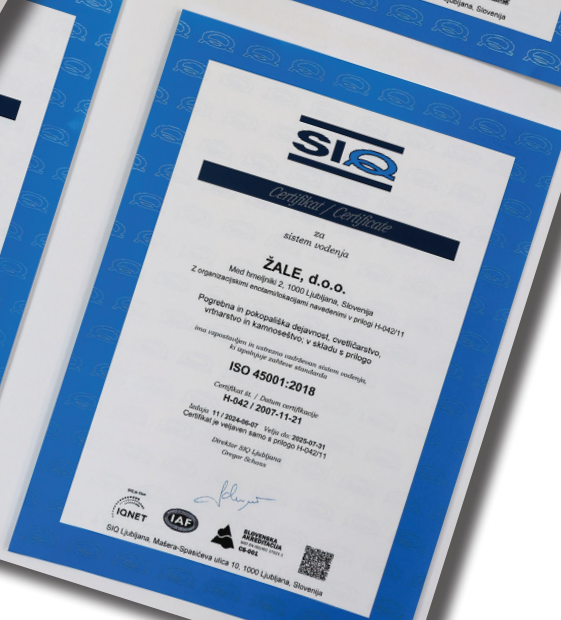 Ljubljana, Slovenija
SIQ
Certifikat / Certificate
za
sistem vodenja
ŽALE, d.o.o.
Med hmeljniki 2, 1000 Ljubljana, Slovenija
Z organizacijskimi enotami/lokacijami navedenimi v prilogi H-042/11
Pogrebna in pokopališka dejavnost, cvetličarstvo,
vrtnarstvo in kamnoseštvo; v skladu s prilogo
ima vzpostavljen in ustrezno vzdrževan sistem vodenja,
ki izpolnjuje zahteve standarda
ISO 45001:2018
Certifikat št. / Datum certifikacije
H-042 / 2007-11-21
Izdaja: 11 / 2024-06-07 Velja do: 2025-07-31
Certifikat je veljaven samo s prilogo H-042/11
Direktor SIQ Ljubljana
Gregor Schoss
IQNET
IAF
SLOVENSKA
AKREDITACIJA
CS-001
SIQ Ljubljana, Mašera-Spasićeva ulica 10, 1000 Ljubljana, Slovenija